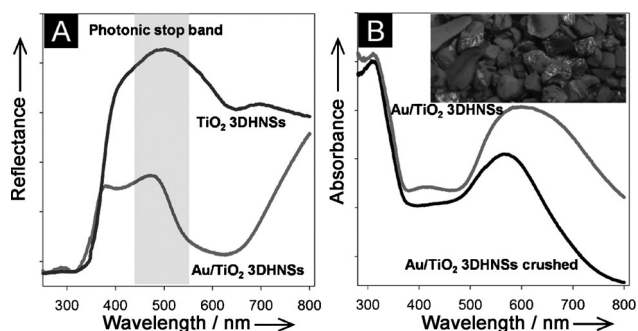 A
Photonic stop band
TiO2 3DHNSs
Au/TiO2 3DHNSs
Reflectance
300 400 500 600 700 800
Wavelength / nm
B
Au/TiO2 3DHNSs
Au/TiO2 3DHNSs crushed
Absorbance
300 400 500 600 700 800
Wavelength / nm